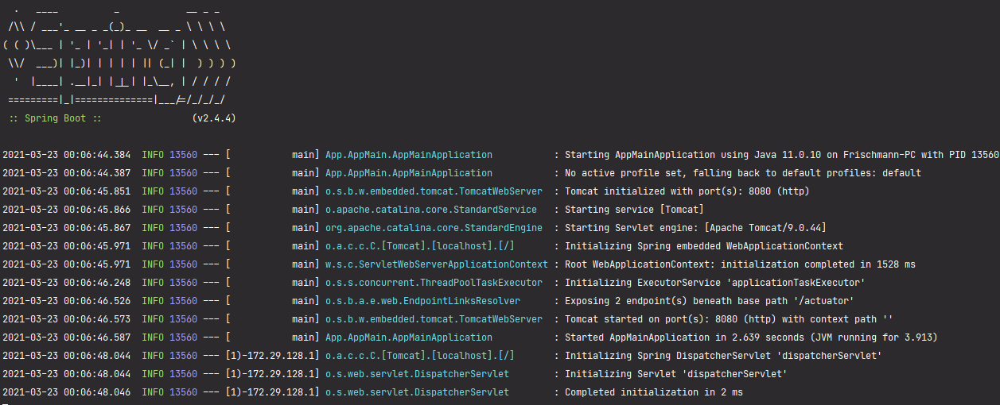 .   ____          _            __ _ _
 /\\ / ___'_ __ _ _(_)_ __  __ _ \ \ \ \
( ( )\___ | '_ | '_| | '_ \/ _` | \ \ \ \
 \\/  ___)| |_)| | | | | || (_| |  ) ) ) )
  '  |____| .__|_| |_|_| |_\__, | / / / /
 =========|_|==============|___/=/_/_/_/
 :: Spring Boot ::                (v2.4.4)
2021-03-23 00:06:44.384  INFO 13560 --- [           main] App.AppMain.AppMainApplication           : Starting AppMainApplication using Java 11.0.10 on Frischmann-PC with PID 13560
2021-03-23 00:06:44.387  INFO 13560 --- [           main] App.AppMain.AppMainApplication           : No active profile set, falling back to default profiles: default
2021-03-23 00:06:45.851  INFO 13560 --- [           main] o.s.b.w.embedded.tomcat.TomcatWebServer  : Tomcat initialized with port(s): 8080 (http)
2021-03-23 00:06:45.866  INFO 13560 --- [           main] o.apache.catalina.core.StandardService   : Starting service [Tomcat]
2021-03-23 00:06:45.867  INFO 13560 --- [           main] org.apache.catalina.core.StandardEngine  : Starting Servlet engine: [Apache Tomcat/9.0.44]
2021-03-23 00:06:45.971  INFO 13560 --- [           main] o.a.c.c.C.[Tomcat].[localhost].[/]       : Initializing Spring embedded WebApplicationContext
2021-03-23 00:06:45.971  INFO 13560 --- [           main] w.s.c.ServletWebServerApplicationContext : Root WebApplicationContext: initialization completed in 1528 ms
2021-03-23 00:06:46.248  INFO 13560 --- [           main] o.s.s.concurrent.ThreadPoolTaskExecutor  : Initializing ExecutorService 'applicationTaskExecutor'
2021-03-23 00:06:46.526  INFO 13560 --- [           main] o.s.b.a.e.web.EndpointLinksResolver      : Exposing 2 endpoint(s) beneath base path '/actuator'
2021-03-23 00:06:46.573  INFO 13560 --- [           main] o.s.b.w.embedded.tomcat.TomcatWebServer  : Tomcat started on port(s): 8080 (http) with context path ''
2021-03-23 00:06:46.587  INFO 13560 --- [           main] App.AppMain.AppMainApplication           : Started AppMainApplication in 2.639 seconds (JVM running for 3.913)
2021-03-23 00:06:48.044  INFO 13560 --- [1)-172.29.128.1] o.a.c.c.C.[Tomcat].[localhost].[/]       : Initializing Spring DispatcherServlet 'dispatcherServlet'
2021-03-23 00:06:48.044  INFO 13560 --- [1)-172.29.128.1] o.s.web.servlet.DispatcherServlet        : Initializing Servlet 'dispatcherServlet'
2021-03-23 00:06:48.046  INFO 13560 --- [1)-172.29.128.1] o.s.web.servlet.DispatcherServlet        : Completed initialization in 2 ms